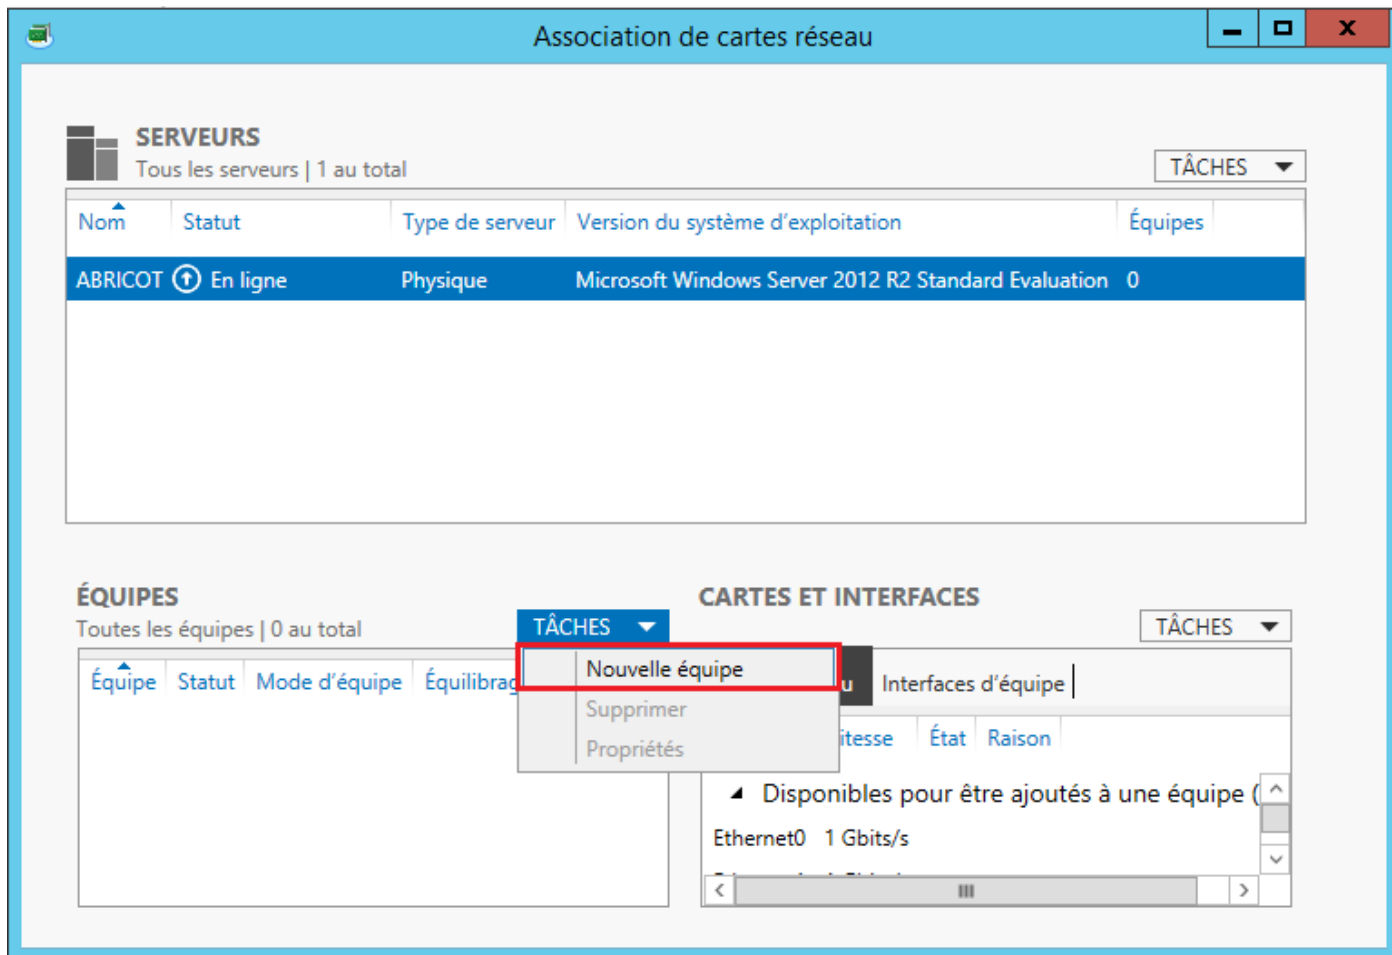 Association de cartes réseau
SERVEURS
Tous les serveurs | 1 au total
TÂCHES
Nom Statut Type de serveur Version du système d'exploitation Équipes
ABRICOT En ligne Physique Microsoft Windows Server 2012 R2 Standard Evaluation 0
ÉQUIPES
Toutes les équipes | 0 au total
TÂCHES
Nouvelle équipe
Supprimer
Propriétés
Équipe Statut Mode d'équipe
CARTES ET INTERFACES
TÂCHES
Interfaces d'équipe
État Raison
Disponibles pour être ajoutés à une équipe (
Ethernet0 1 Gbits/s